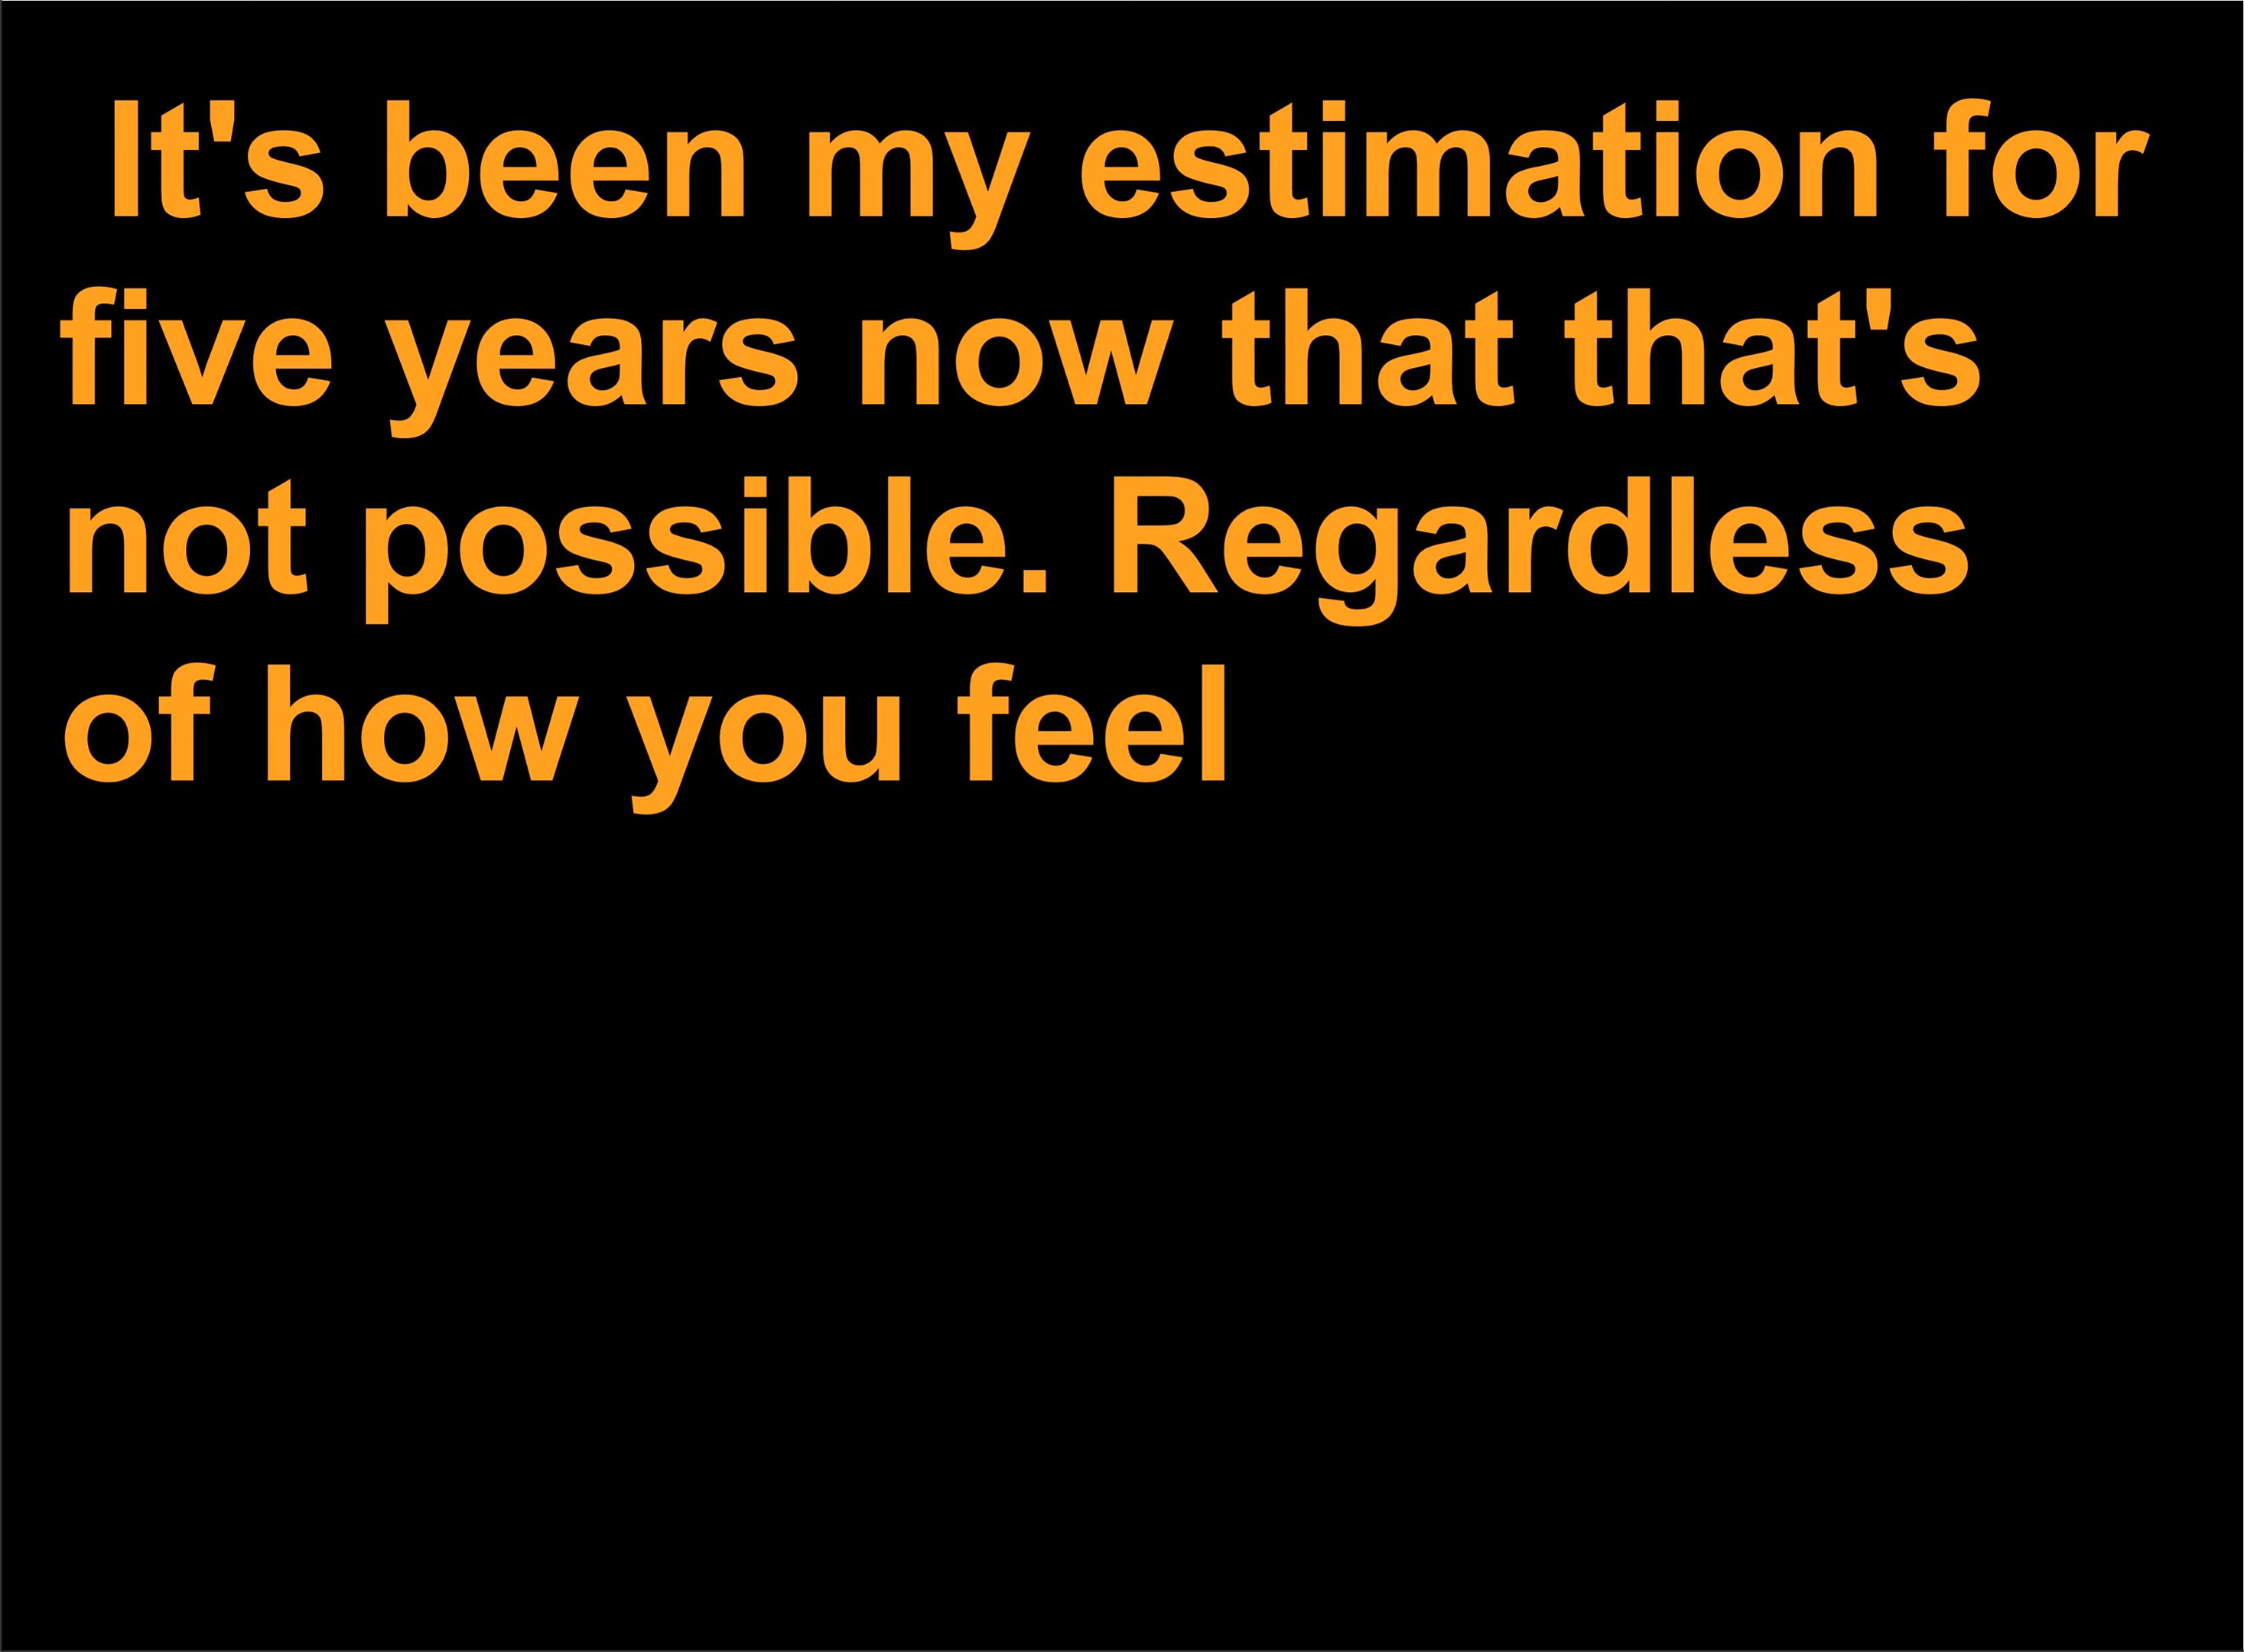 It's been my estimation for
five years now that that's
not possible. Regardless
of how you feel